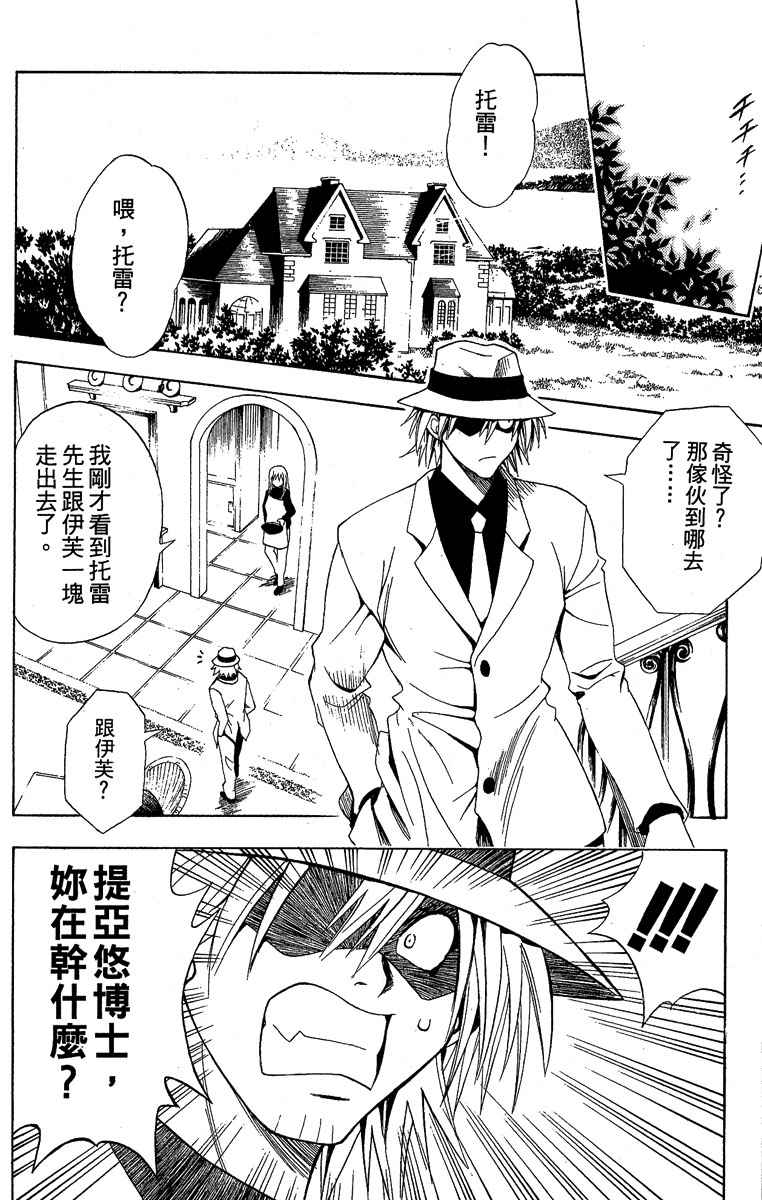 チチチ…
托雷！
喂，托雷？
奇怪了？
那傢伙到哪去
了……
我剛才看到托雷
先生跟伊芙一塊
走出去了。
跟伊芙？
!!!
提亞悠博士，
妳在幹什麼？